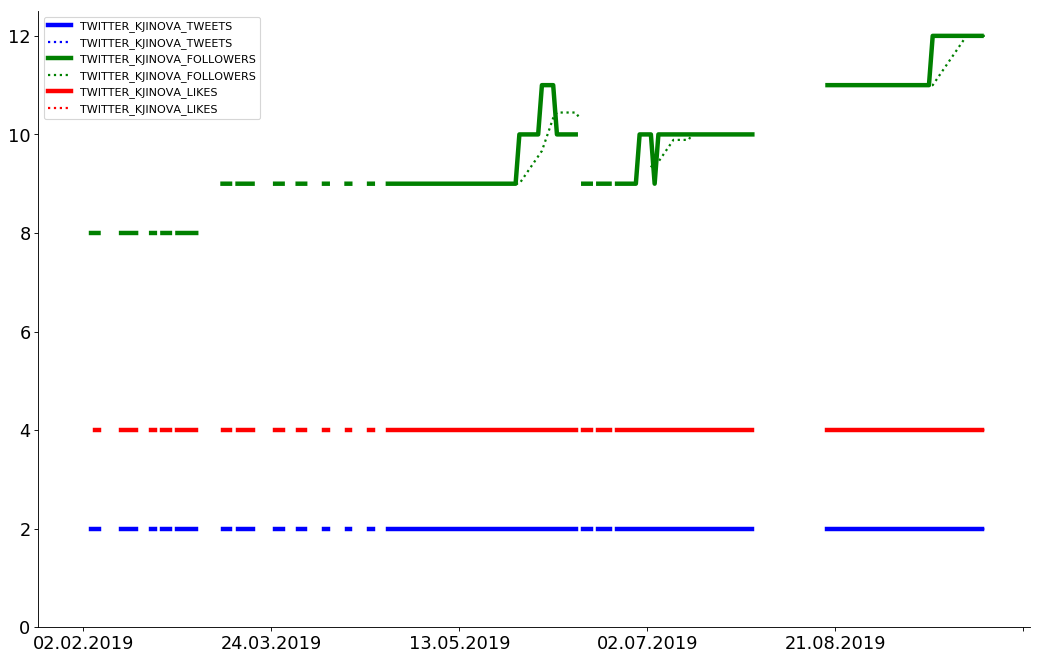 TWITTER_KJINOVA_TWEETS
TWITTER_KJINOVA_TWEETS
TWITTER_KJINOVA_FOLLOWERS
TWITTER_KJINOVA_FOLLOWERS
TWITTER_KJINOVA_LIKES
TWITTER_KJINOVA_LIKES
12
10
8
6
4
2
0
02.02.2019 24.03.2019 13.05.2019 02.07.2019 21.08.2019